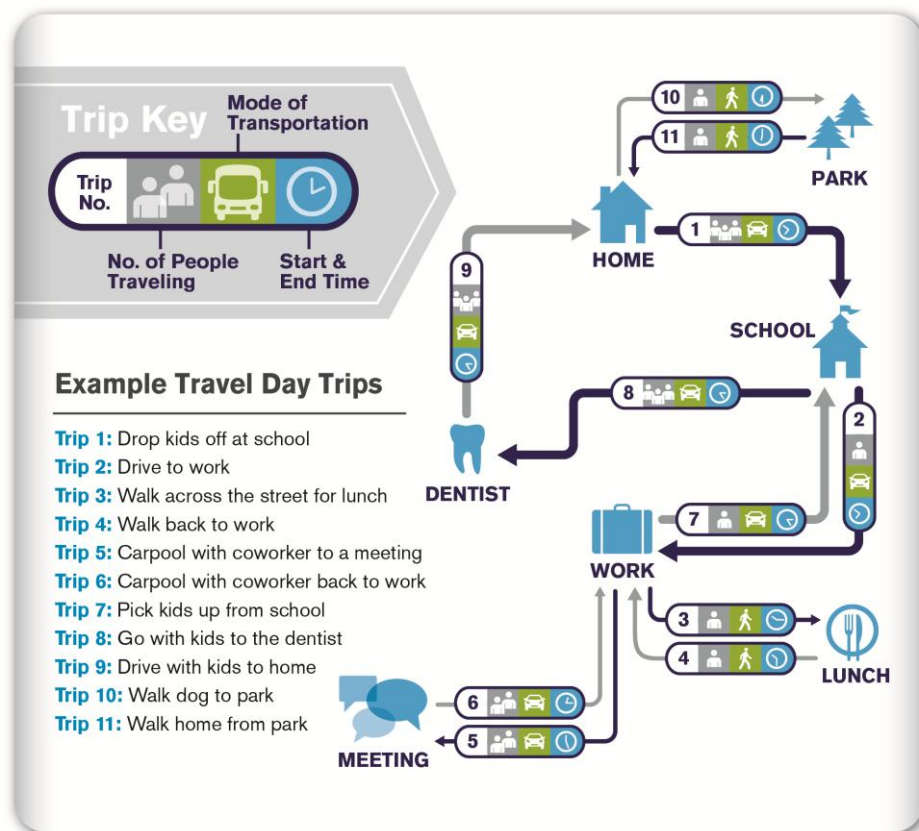 Trip Key
Mode of
Transportation
Trip
No.
No. of People
Traveling
Start &
End Time
10
11
PARK
HOME
1
9
SCHOOL
8
2
DENTIST
7
WORK
3
4
LUNCH
6
5
MEETING
Example Travel Day Trips
Trip 1: Drop kids off at school
Trip 2: Drive to work
Trip 3: Walk across the street for lunch
Trip 4: Walk back to work
Trip 5: Carpool with coworker to a meeting
Trip 6: Carpool with coworker back to work
Trip 7: Pick kids up from school
Trip 8: Go with kids to the dentist
Trip 9: Drive with kids to home
Trip 10: Walk dog to park
Trip 11: Walk home from park